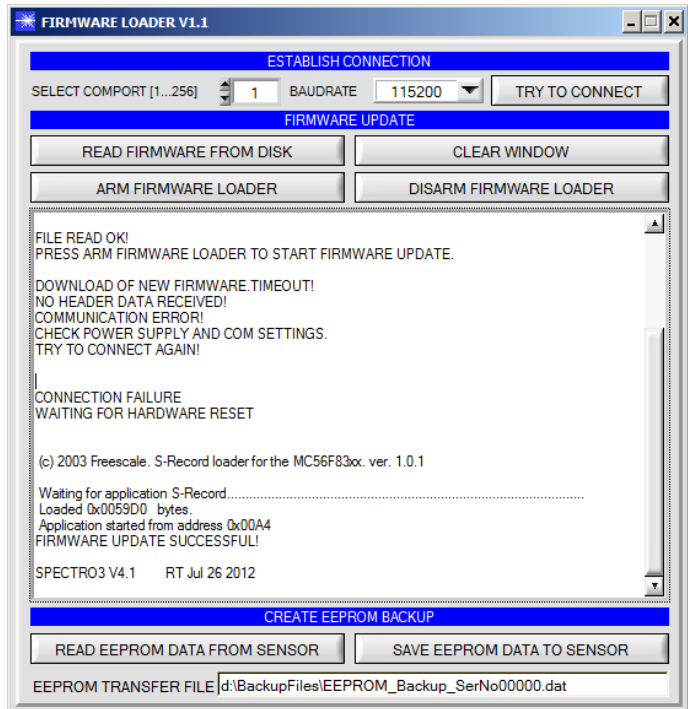 FIRMWARE LOADER V1.1
ESTABLISH CONNECTION
SELECT COMPORT [1...256] 1 BAUDRATE 115200 TRY TO CONNECT
FIRMWARE UPDATE
READ FIRMWARE FROM DISK CLEAR WINDOW
ARM FIRMWARE LOADER DISARM FIRMWARE LOADER
FILE READ OK!
PRESS ARM FIRMWARE LOADER TO START FIRMWARE UPDATE.
DOWNLOAD OF NEW FIRMWARE.TIMEOUT!
NO HEADER DATA RECEIVED!
COMMUNICATION ERROR!
CHECK POWER SUPPLY AND COM SETTINGS.
TRY TO CONNECT AGAIN!
CONNECTION FAILURE
WAITING FOR HARDWARE RESET
(c) 2003 Freescale. S-Record loader for the MC56F83xx. ver. 1.0.1
Waiting for application S-Record..........................................................................................
Loaded 0x0059D0 bytes.
Application started from address 0x00A4
FIRMWARE UPDATE SUCCESSFUL!
SPECTRO3 V4.1 RT Jul 26 2012
CREATE EEPROM BACKUP
READ EEPROM DATA FROM SENSOR SAVE EEPROM DATA TO SENSOR
EEPROM TRANSFER FILE d:\BackupFiles\EEPROM_Backup_SerNo00000.dat